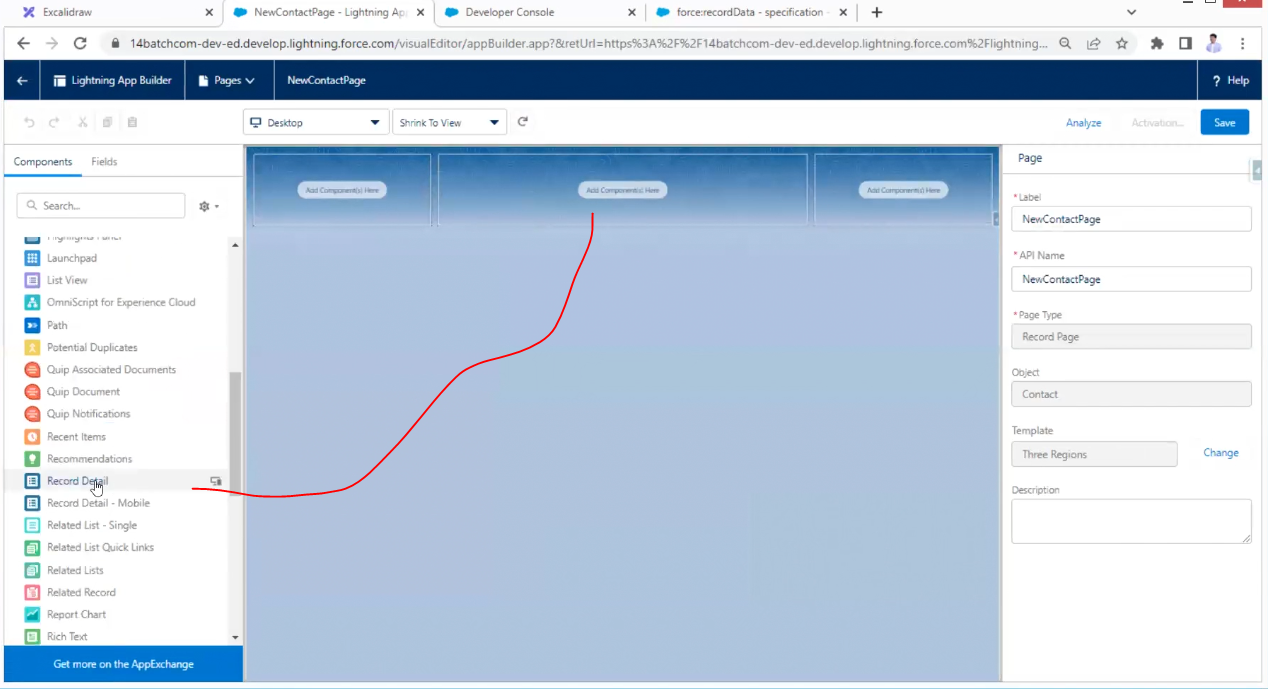 Excalidraw
NewContactPage - Lightning Ap
Developer Console
force:recordData - specification -
14batchcom-dev-ed.develop.lightning.force.com/visualEditor/appBuilder.app?&retUrl=https%3A%2F%2F14batchcom-dev-ed.develop.lightning.force.com%2Flightning...
Lightning App Builder
Pages
NewContactPage
? Help
Desktop
Shrink To View
Analyze
Activation...
Save
Components
Fields
Search...
Highlights Panel
Launchpad
List View
OmniScript for Experience Cloud
Path
Potential Duplicates
Quip Associated Documents
Quip Document
Quip Notifications
Recent Items
Recommendations
Record Detail
Record Detail - Mobile
Related List - Single
Related List Quick Links
Related Lists
Related Record
Report Chart
Rich Text
Get more on the AppExchange
Add Component(s) Here
Add Component(s) Here
Add Component(s) Here
Page
*Label
NewContactPage
*API Name
NewContactPage
*Page Type
Record Page
Object
Contact
Template
Three Regions
Change
Description